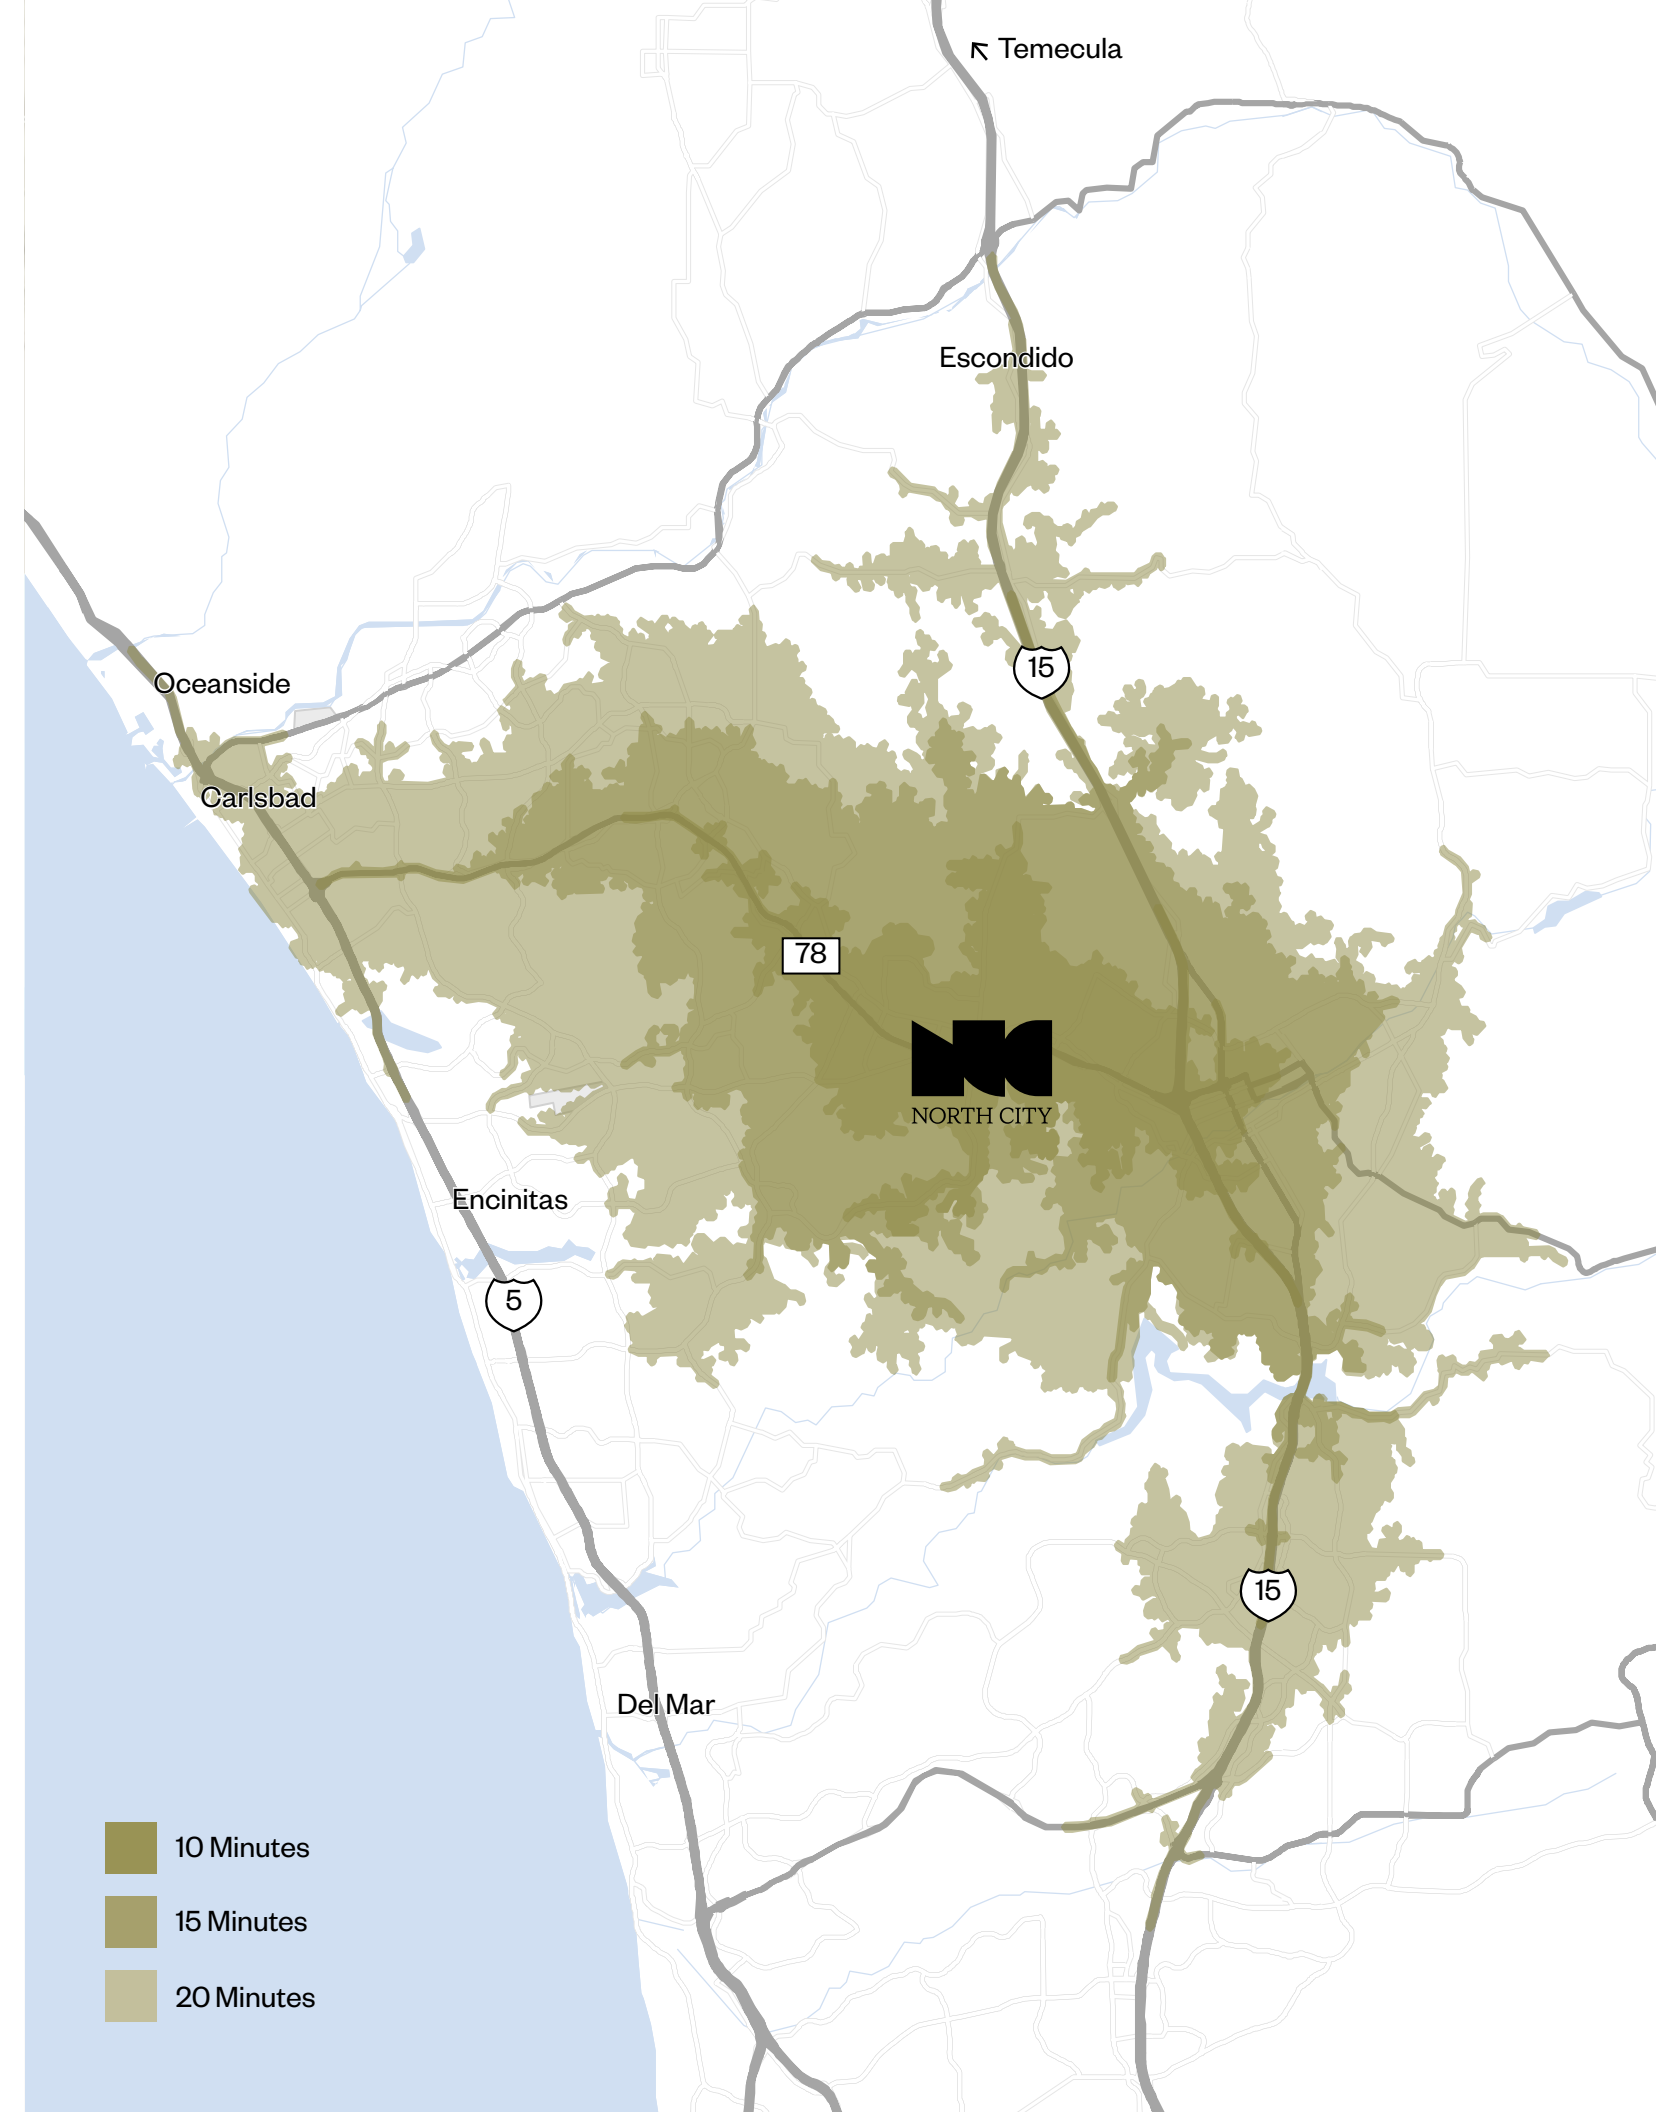 Temecula
Escondido
15
Oceanside
Carlsbad
78
NC
NORTH CITY
Encinitas
5
15
Del Mar
10 Minutes
15 Minutes
20 Minutes